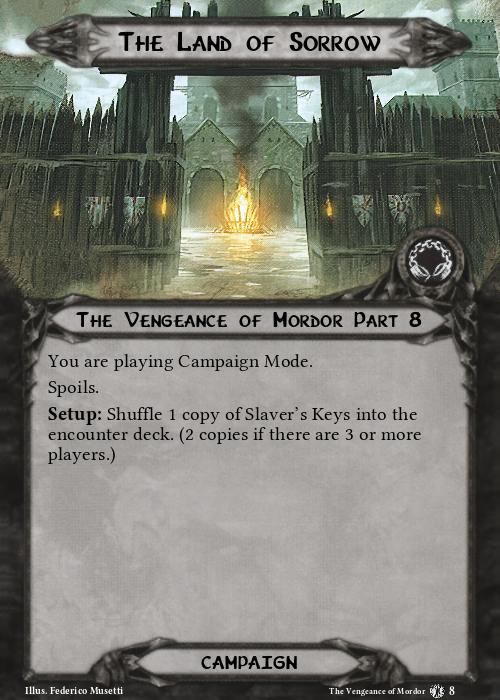 The Land of Sorrow
The Vengeance of Mordor Part 8
You are playing Campaign Mode.
Spoils.
Setup: Shuffle 1 copy of Slaver's Keys into the
encounter deck. (2 copies if there are 3 or more
players.)
CAMPAIGN
Illus. Federico Musetti
The Vengeance of Mordor 8